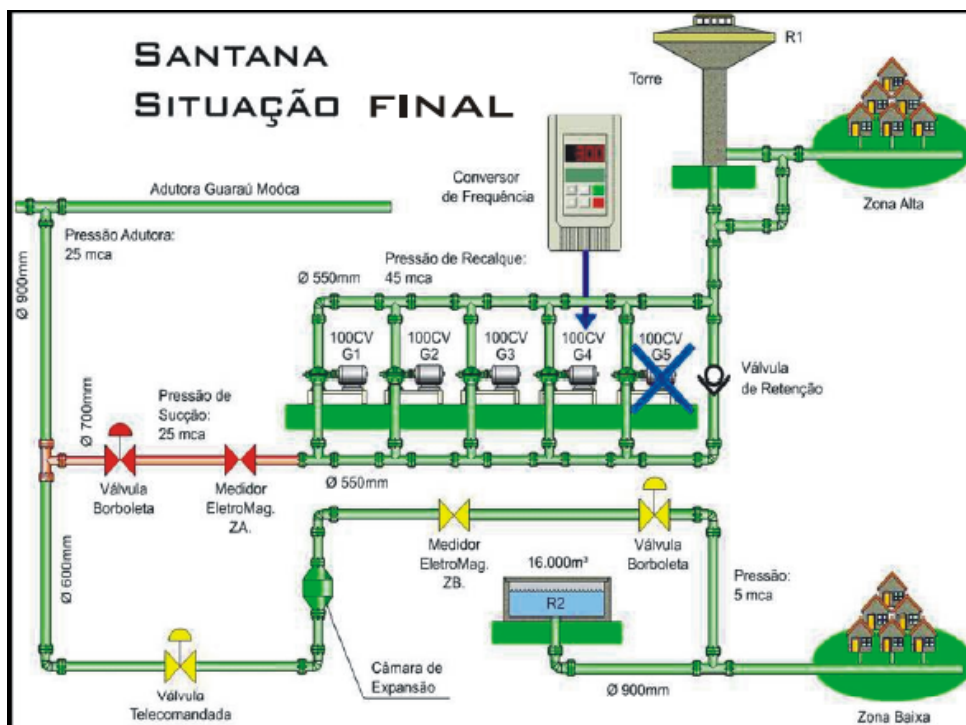 SANTANA
SITUAÇÃO FINAL
R1
Torre
Zona Alta
Conversor
de Frequência
300
Adutora Guaraú Moóca
Pressão Adutora:
25 mca
Ø 900mm
Pressão de Recalque:
45 mca
Ø 550mm
100CV
G1
100CV
G2
100CV
G3
100CV
G4
100CV
G5
Válvula
de Retenção
Ø 700mm
Pressão de
Sucção:
25 mca
Válvula
Borboleta
Medidor
EletroMag.
ZA.
Ø 550mm
Ø 600mm
Medidor
EletroMag.
ZB.
Válvula
Borboleta
16.000m³
R2
Pressão:
5 mca
Câmara de
Expansão
Válvula
Telecomandada
Ø 900mm
Zona Baixa